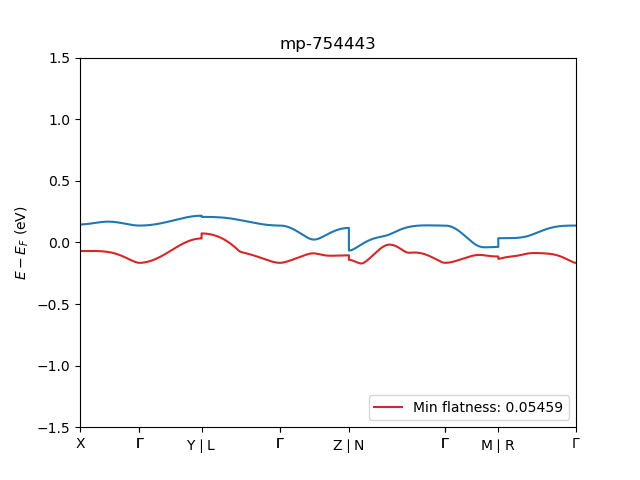 mp-754443
1.5
1.0
0.5
0.0
−0.5
−1.0
−1.5
E − E_F (eV)
Min flatness: 0.05459
X Γ Y | L Γ Z | N Γ M | R Γ